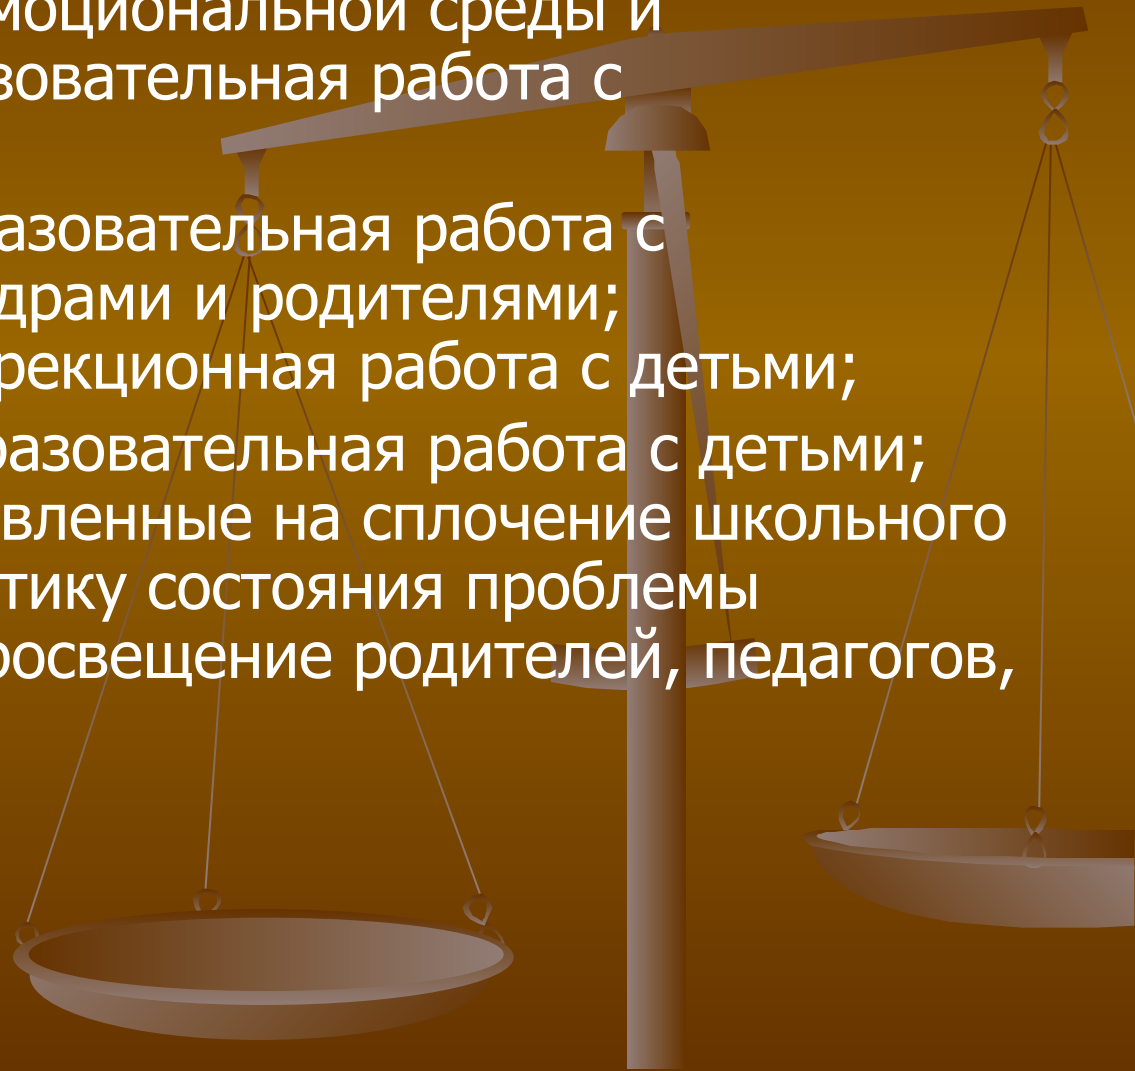 моциональной среды и
зовательная работа с
азовательная работа с
драми и родителями;
рекционная работа с детьми;
разовательная работа с детьми;
вленные на сплочение школьного
тику состояния проблемы
росвещение родителей, педагогов,